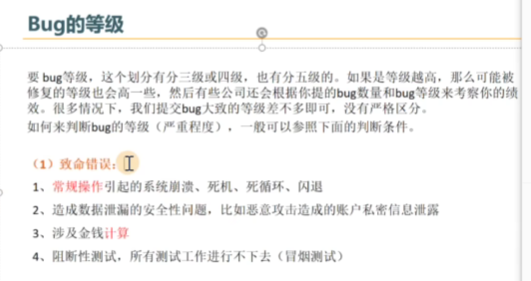 Bug的等级
要 bug等级，这个划分有分三级或四级，也有分五级的。如果是等级越高，那么可能被
修复的等级也会高一些，然后有些公司还会根据你提的bug数量和bug等级来考察你的绩
效。很多情况下，我们提交bug大致的等级差不多即可，没有严格区分。
如何来判断bug的等级（严重程度），一般可以参照下面的判断条件。
（1）致命错误：
1、常规操作引起的系统崩溃、死机、死循环、闪退
2、造成数据泄漏的安全性问题，比如恶意攻击造成的账户私密信息泄露
3、涉及金钱计算
4、阻断性测试，所有测试工作进行不下去（冒烟测试）